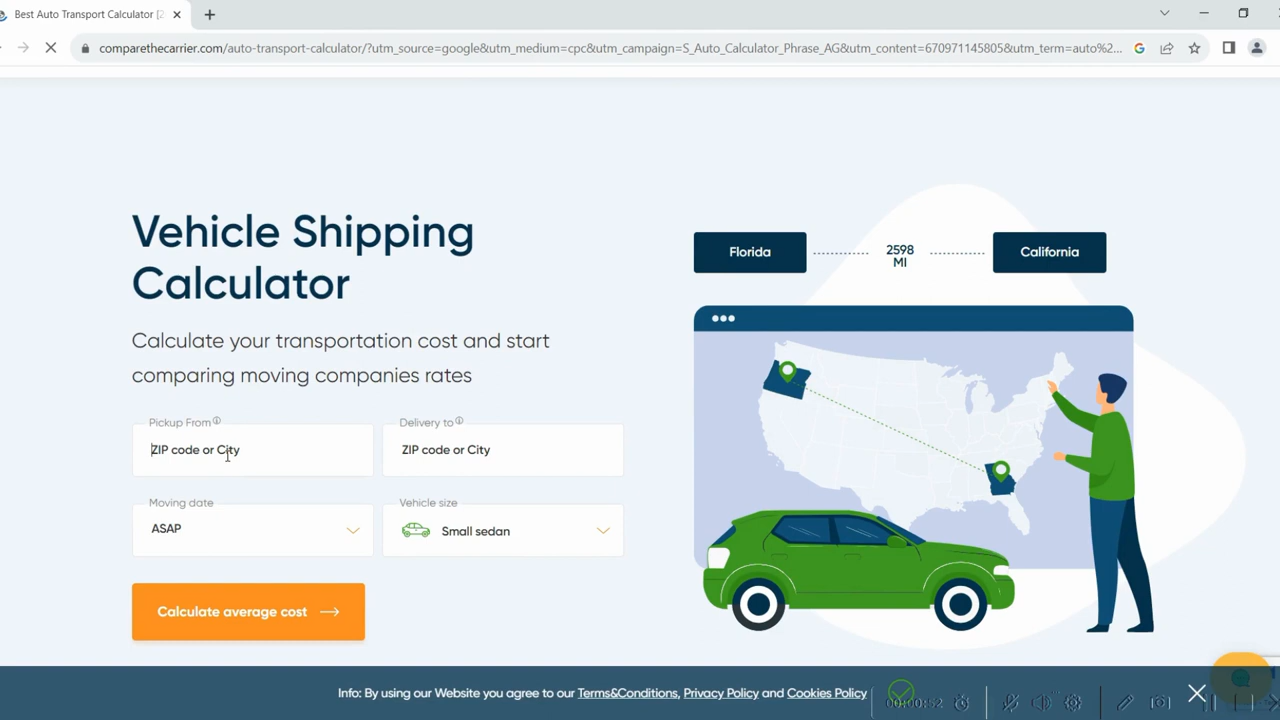 Best Auto Transport Calculator [2
comparethecarrier.com/auto-transport-calculator/?utm_source=google&utm_medium=cpc&utm_campaign=S_Auto_Calculator_Phrase_AG&utm_content=670971145805&utm_term=auto%2...
Vehicle Shipping
Calculator
Calculate your transportation cost and start
comparing moving companies rates
Pickup From
ZIP code or City
Delivery to
ZIP code or City
Moving date
ASAP
Vehicle size
Small sedan
Calculate average cost
Florida
2598
MI
California
Info: By using our Website you agree to our Terms&Conditions, Privacy Policy and Cookies Policy
00:00:52